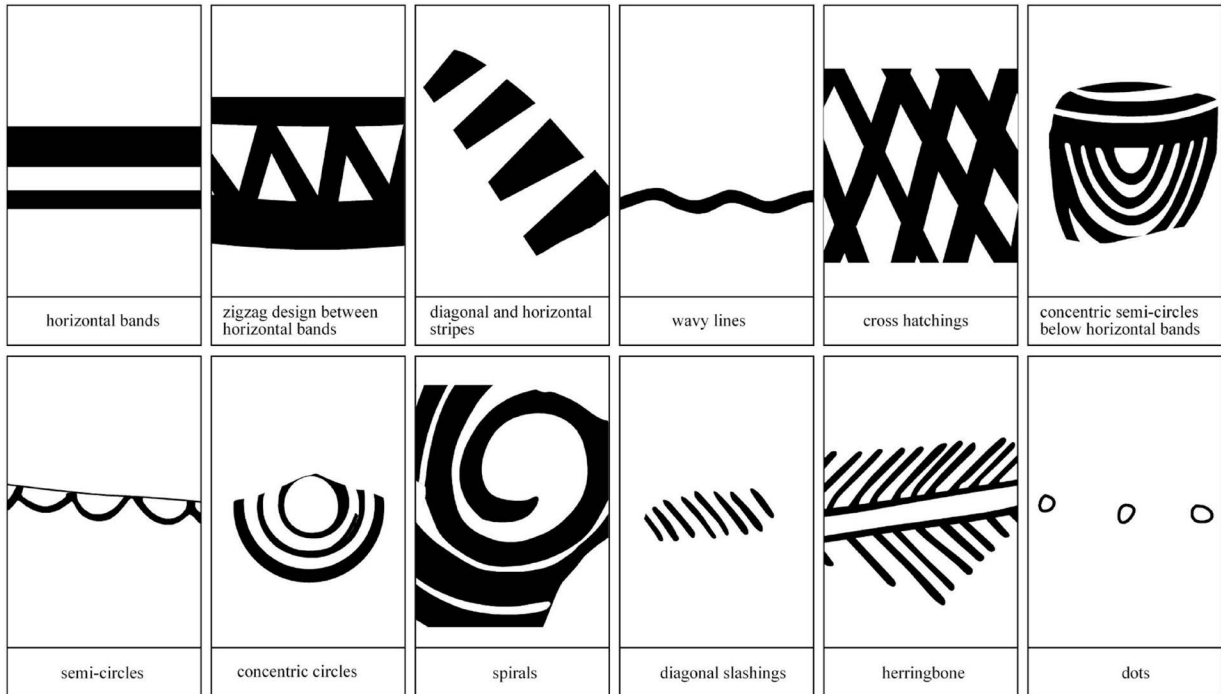 horizontal bands
zigzag design between
horizontal bands
diagonal and horizontal
stripes
wavy lines
cross hatchings
concentric semi-circles
below horizontal bands
semi-circles
concentric circles
spirals
diagonal slashings
herringbone
dots